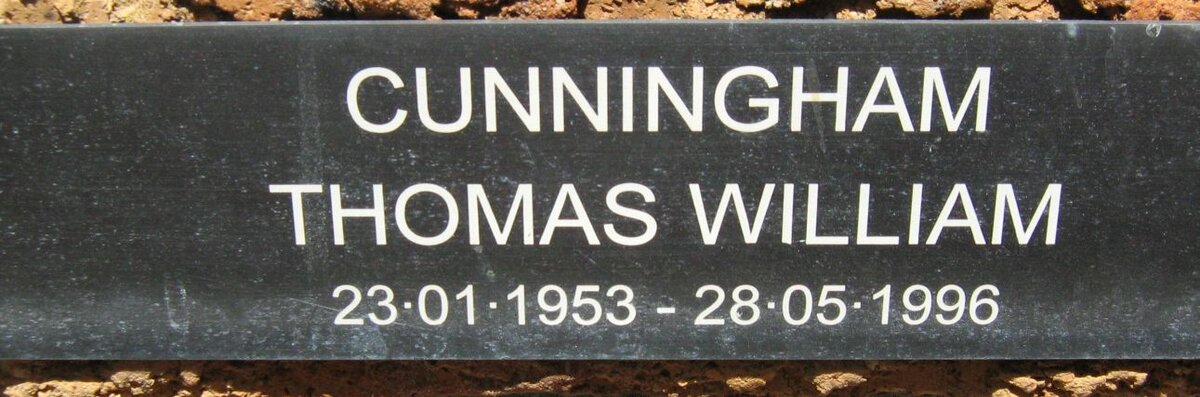 CUNNINGHAM
THOMAS WILLIAM
23·01·1953 - 28·05·1996